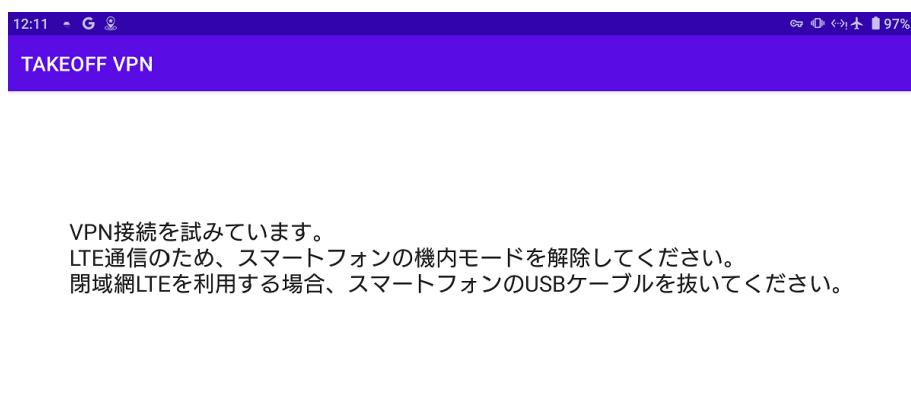 12:11
97%
TAKEOFF VPN
VPN接続を試みています。
LTE通信のため、スマートフォンの機内モードを解除してください。
閉域網LTEを利用する場合、スマートフォンのUSBケーブルを抜いてください。